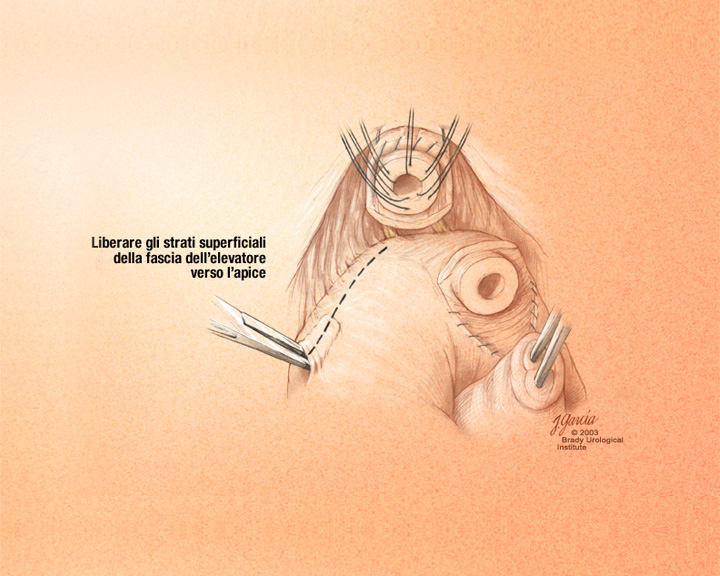 Liberare gli strati superficiali
della fascia dell'elevatore
verso l'apice
JGarcia
© 2003
Brady Urological
Institute